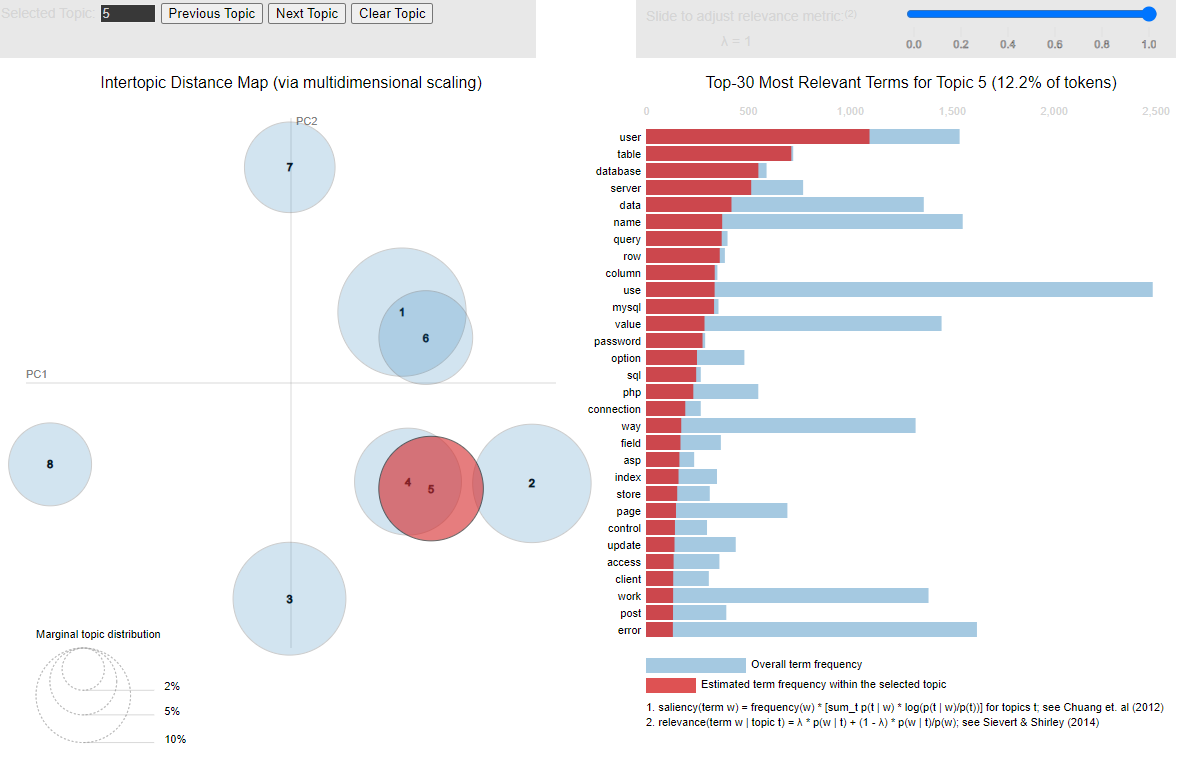 Selected Topic: 5 Previous Topic Next Topic Clear Topic
Slide to adjust relevance metric:(2)
λ = 1
0.0 0.2 0.4 0.6 0.8 1.0
Intertopic Distance Map (via multidimensional scaling)
PC2
7
1
6
PC1
8
4
5
2
3
Marginal topic distribution
2%
5%
10%
Top-30 Most Relevant Terms for Topic 5 (12.2% of tokens)
0 500 1,000 1,500 2,000 2,500
user
table
database
server
data
name
query
row
column
use
mysql
value
password
option
sql
php
connection
way
field
asp
index
store
page
control
update
access
client
work
post
error
Overall term frequency
Estimated term frequency within the selected topic
1. saliency(term w) = frequency(w) * [sum_t p(t | w) * log(p(t | w)/p(t))] for topics t; see Chuang et. al (2012)
2. relevance(term w | topic t) = λ * p(w | t) + (1 - λ) * p(w | t)/p(w); see Sievert & Shirley (2014)